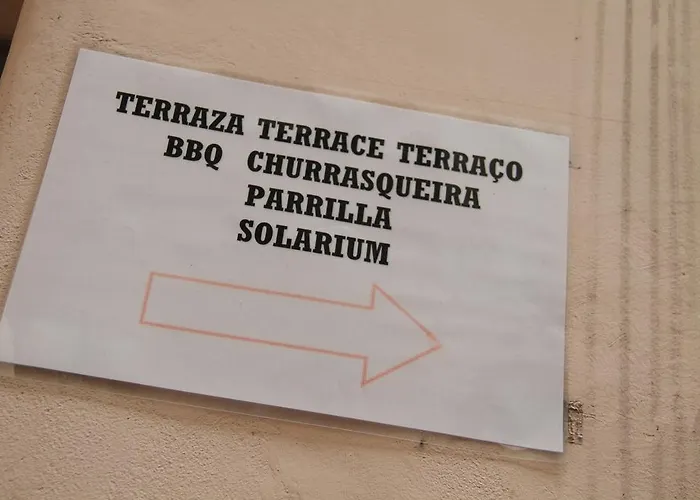 TERRAZA TERRACE TERRAÇO
BBQ CHURRASQUEIRA
PARRILLA
SOLARIUM